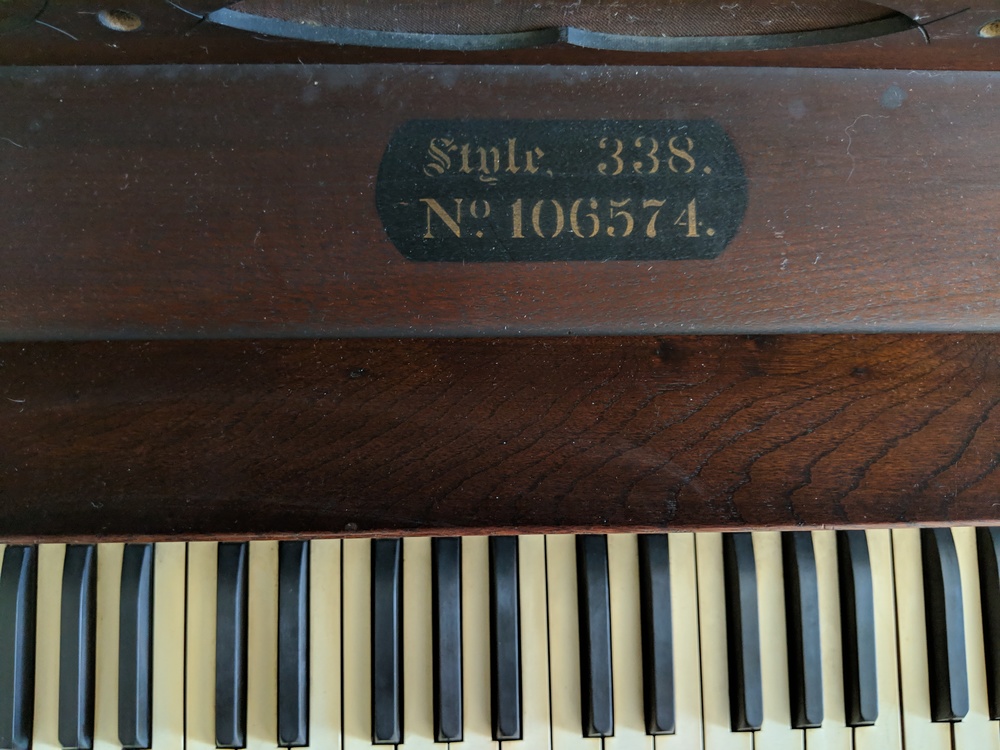 Style, 338.
Nº. 106574.